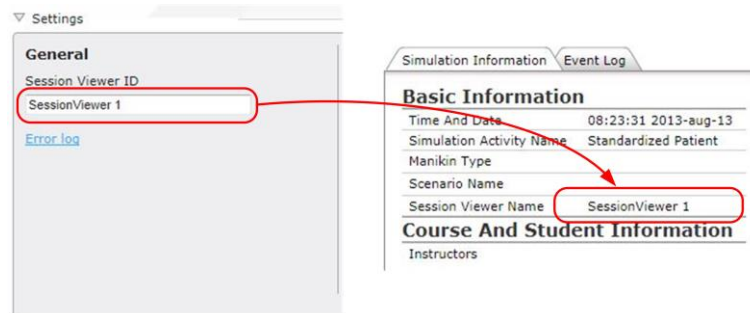 Settings
General
Session Viewer ID
SessionViewer 1
Error log
Simulation Information
Event Log
Basic Information
Time And Date 08:23:31 2013-aug-13
Simulation Activity Name Standardized Patient
Manikin Type
Scenario Name
Session Viewer Name SessionViewer 1
Course And Student Information
Instructors